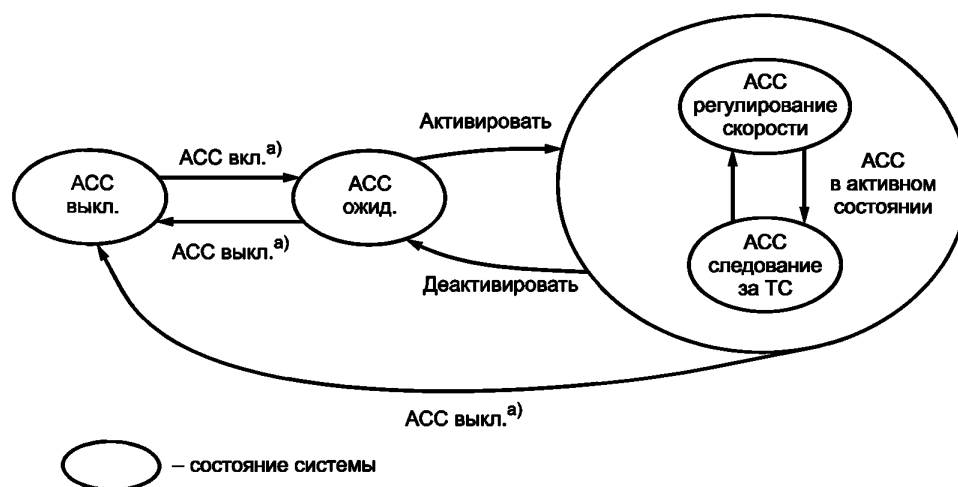 АСС
регулирование
скорости
Активировать
АСС вкл.а)
АСС
выкл.
АСС
ожид.
АСС
в активном
состоянии
АСС выкл.а)
АСС
следование
за ТС
Деактивировать
АСС выкл.а)
– состояние системы